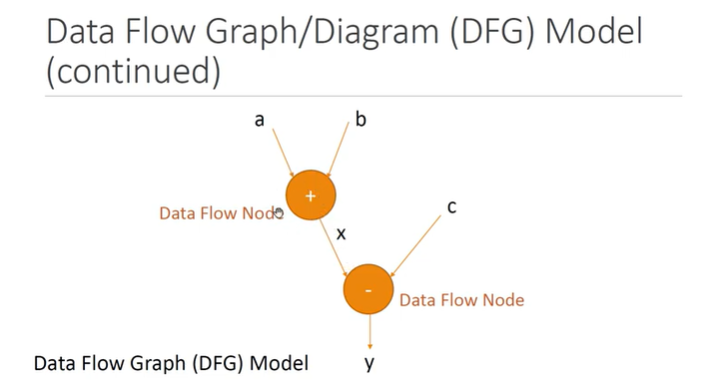 Data Flow Graph/Diagram (DFG) Model
(continued)
a
b
+
Data Flow Node
c
x
-
Data Flow Node
Data Flow Graph (DFG) Model
y